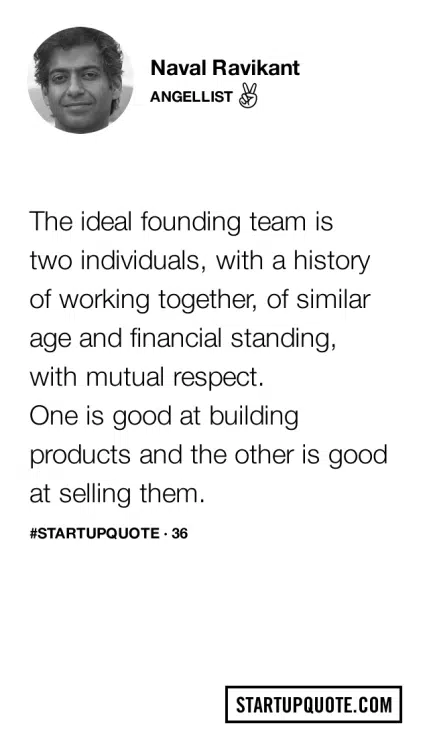 Naval Ravikant
ANGELLIST
The ideal founding team is
two individuals, with a history
of working together, of similar
age and financial standing,
with mutual respect.
One is good at building
products and the other is good
at selling them.
#STARTUPQUOTE · 36
STARTUPQUOTE.COM